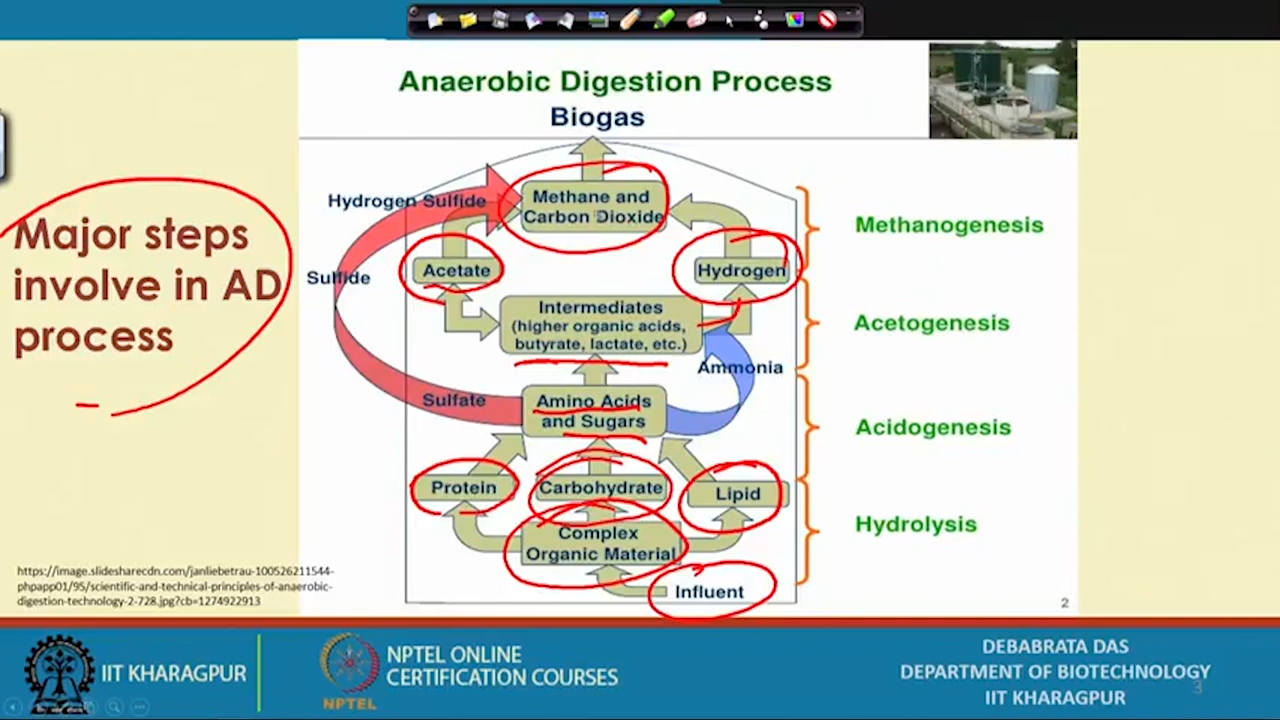 Anaerobic Digestion Process
Biogas
Major steps
involve in AD
process
Hydrogen Sulfide
Methane and
Carbon Dioxide
Methanogenesis
Sulfide
Acetate
Hydrogen
Intermediates
(higher organic acids,
butyrate, lactate, etc.)
Acetogenesis
Ammonia
Sulfate
Amino Acids
and Sugars
Acidogenesis
Protein
Carbohydrate
Lipid
Hydrolysis
Complex
Organic Material
Influent
https://image.slidesharecdn.com/janliebetrau-100526211544-
phpapp01/95/scientific-and-technical-principles-of-anaerobic-
digestion-technology-2-728.jpg?cb=1274922913
2
IIT KHARAGPUR
NPTEL
NPTEL ONLINE
CERTIFICATION COURSES
DEBABRATA DAS
DEPARTMENT OF BIOTECHNOLOGY
IIT KHARAGPUR
3